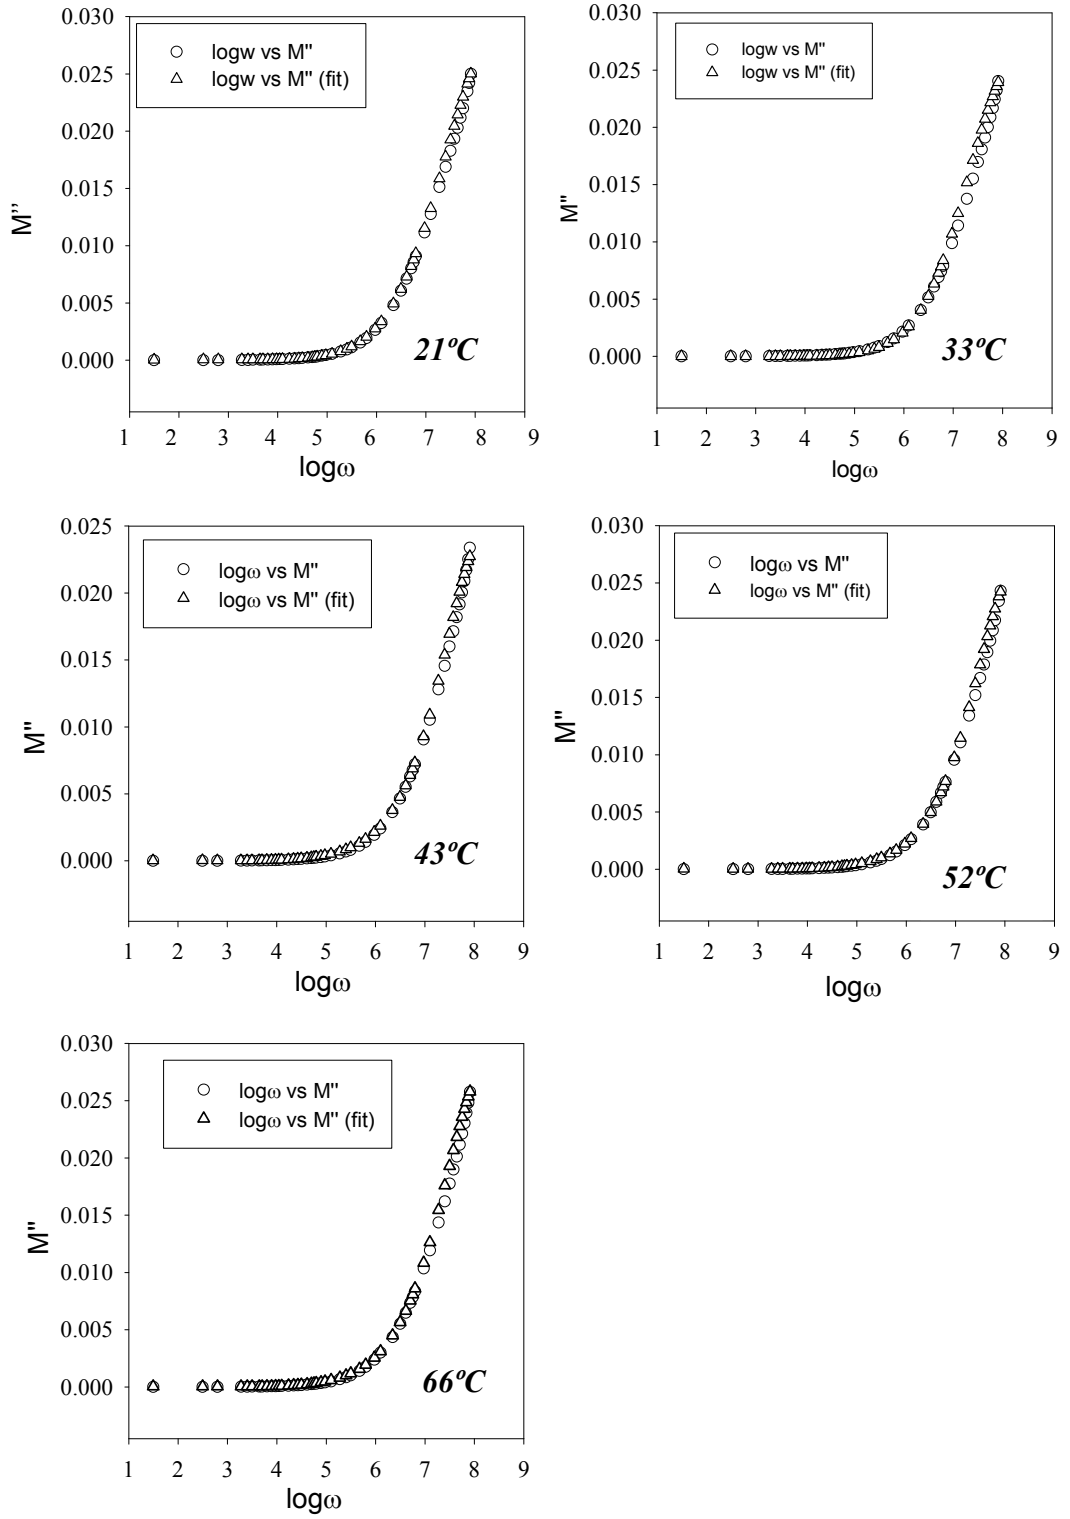 0.030
logw vs M"
logw vs M" (fit)
0.025
0.020
0.015
0.010
0.005
0.000
M’’
21ºC
1 2 3 4 5 6 7 8 9
logω
0.030
logw vs M"
logw vs M" (fit)
0.025
0.020
0.015
0.010
0.005
0.000
M"
33ºC
1 2 3 4 5 6 7 8 9
logω
0.025
logω vs M"
logω vs M" (fit)
0.020
0.015
0.010
0.005
0.000
M"
43ºC
1 2 3 4 5 6 7 8 9
logω
0.030
logω vs M"
logω vs M" (fit)
0.025
0.020
0.015
0.010
0.005
0.000
M"
52ºC
1 2 3 4 5 6 7 8 9
logω
0.030
logω vs M"
logω vs M" (fit)
0.025
0.020
0.015
0.010
0.005
0.000
M"
66ºC
1 2 3 4 5 6 7 8 9
logω